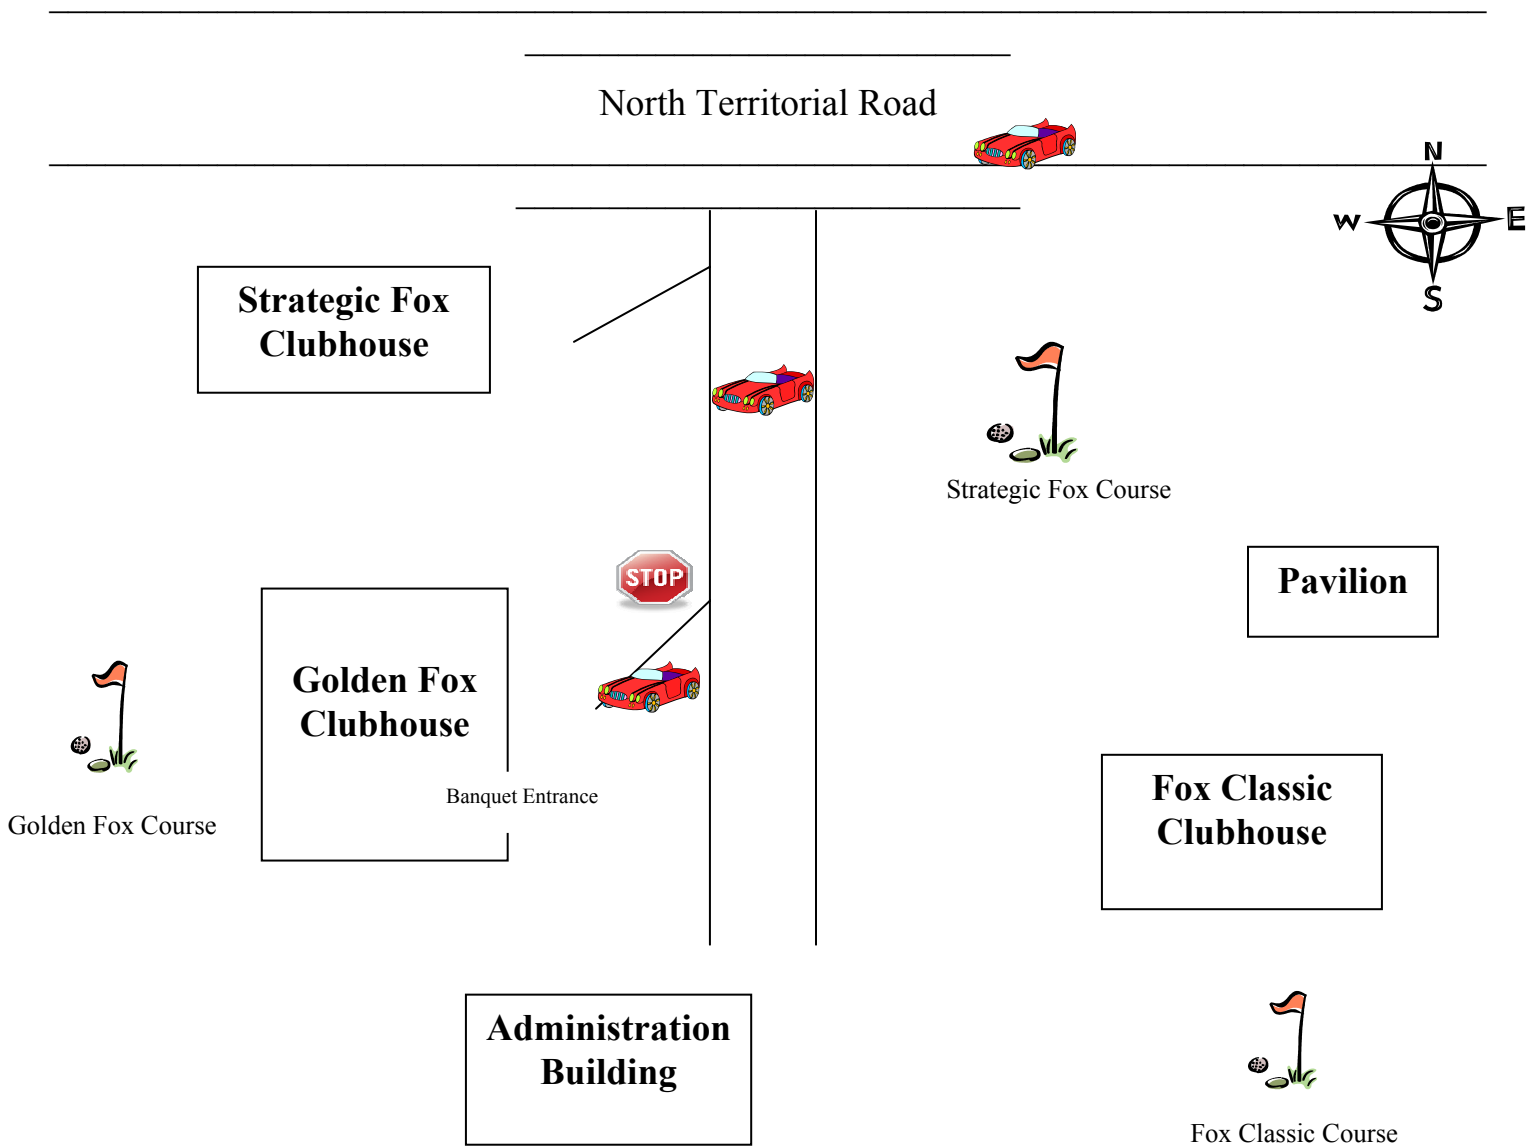 North Territorial Road
N
W
E
S
Strategic Fox
Clubhouse
Strategic Fox Course
STOP
Pavilion
Golden Fox
Clubhouse
Banquet Entrance
Golden Fox Course
Fox Classic
Clubhouse
Administration
Building
Fox Classic Course